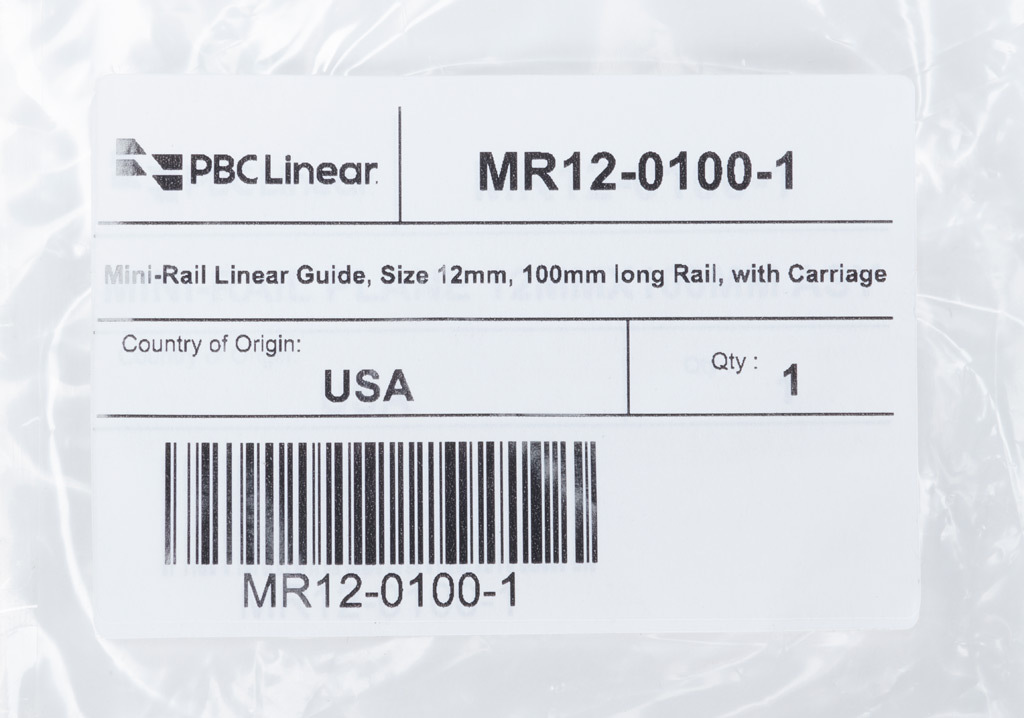 PBC Linear
MR12-0100-1
Mini-Rail Linear Guide, Size 12mm, 100mm long Rail, with Carriage
Country of Origin:
USA
Qty :
1
MR12-0100-1